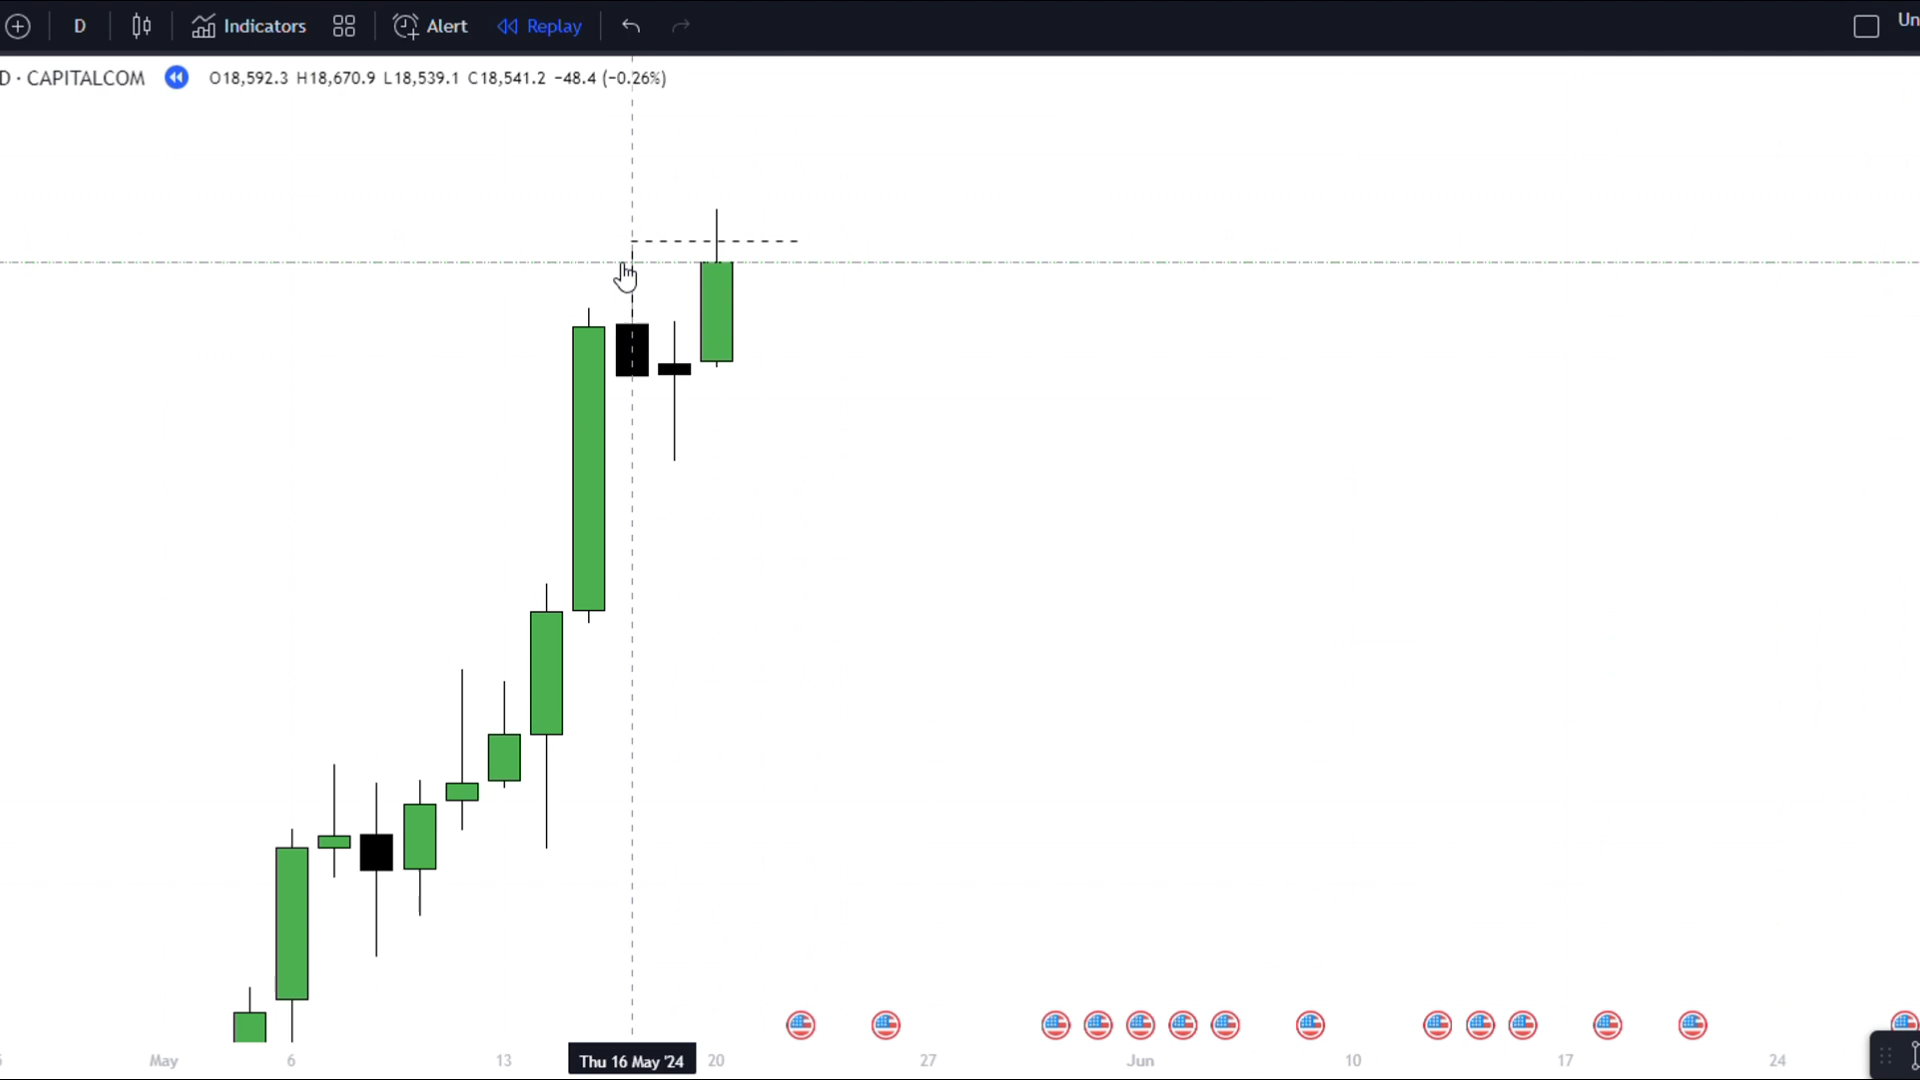 D Indicators Alert Replay Un
D · CAPITALCOM O18,592.3 H18,670.9 L18,539.1 C18,541.2 −48.4 (−0.26%)
May 6 13 Thu 16 May '24 20 27 Jun 10 17 24